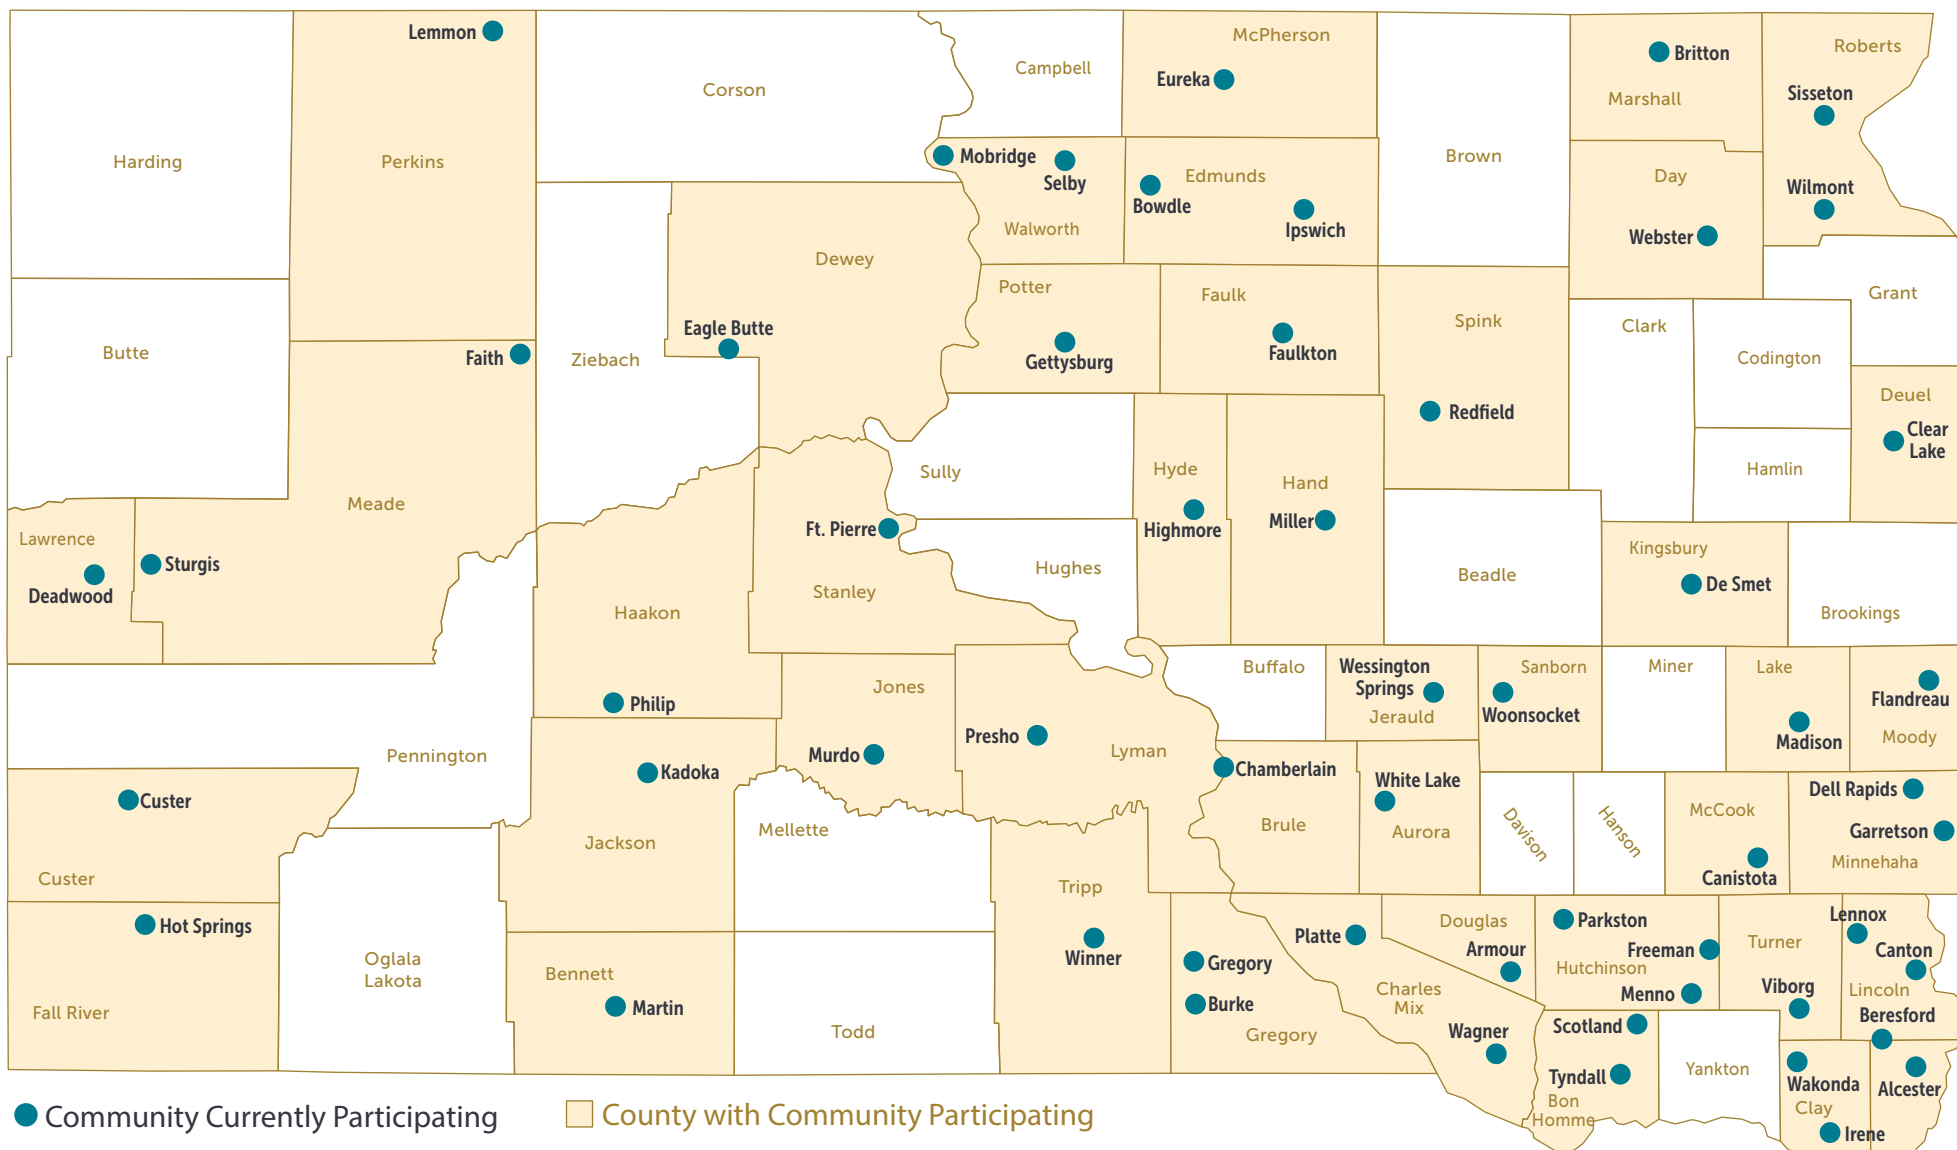 Lemmon
McPherson
Roberts
Britton
Campbell
Eureka
Corson
Marshall
Sisseton
Harding
Perkins
Mobridge
Selby
Edmunds
Brown
Day
Wilmont
Bowdle
Walworth
Ipswich
Webster
Dewey
Potter
Faulk
Grant
Spink
Clark
Eagle Butte
Butte
Faith
Ziebach
Gettysburg
Faulkton
Codington
Deuel
Redfield
Clear
Lake
Sully
Hyde
Hand
Hamlin
Meade
Highmore
Miller
Ft. Pierre
Lawrence
Kingsbury
Sturgis
Deadwood
Hughes
Beadle
De Smet
Stanley
Haakon
Brookings
Buffalo
Wessington
Springs
Jerauld
Sanborn
Woonsocket
Miner
Lake
Flandreau
Jones
Philip
Presho
Lyman
Madison
Moody
Pennington
Murdo
Kadoka
Chamberlain
White Lake
Dell Rapids
Custer
Mellette
Brule
Aurora
Davison
Hanson
McCook
Garretson
Jackson
Minnehaha
Custer
Tripp
Canistota
Hot Springs
Platte
Douglas
Parkston
Lennox
Winner
Armour
Freeman
Turner
Canton
Oglala
Lakota
Bennett
Gregory
Hutchinson
Charles
Mix
Menno
Viborg
Lincoln
Fall River
Martin
Burke
Beresford
Todd
Gregory
Wagner
Scotland
Tyndall
Yankton
Wakonda
Alcester
Bon
Homme
Clay
Irene
Community Currently Participating
County with Community Participating